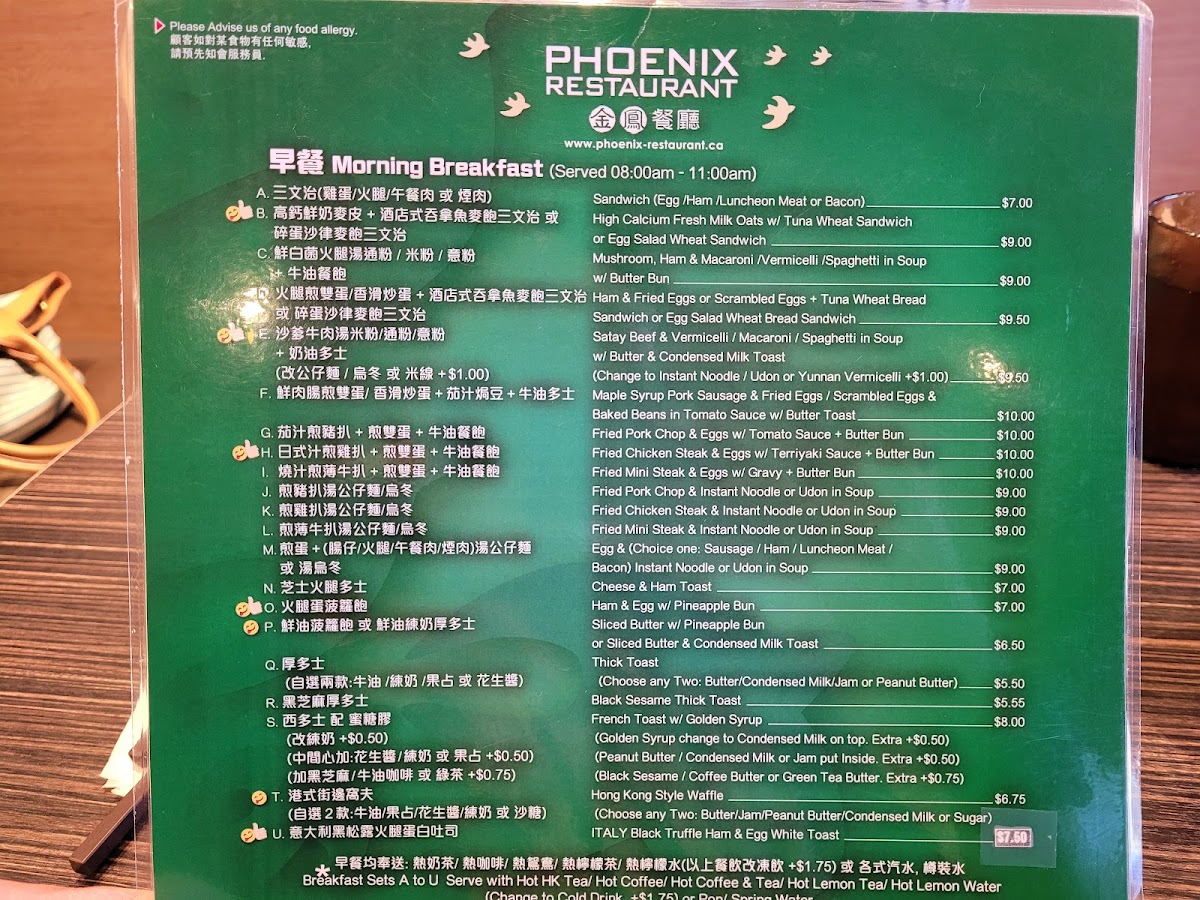 Please Advise us of any food allergy.
顧客如對某食物有任何敏感,
請預先知會服務員.
PHOENIX
RESTAURANT
金鳳餐廳
www.phoenix-restaurant.ca
早餐 Morning Breakfast (Served 08:00am - 11:00am)
A. 三文治(雞蛋/火腿/午餐肉 或 煙肉) Sandwich (Egg /Ham /Luncheon Meat or Bacon) $7.00
B. 高鈣鮮奶麥皮 + 酒店式吞拿魚麥飽三文治 或 High Calcium Fresh Milk Oats w/ Tuna Wheat Sandwich
碎蛋沙律麥飽三文治 or Egg Salad Wheat Sandwich $9.00
C. 鮮白菌火腿湯通粉 / 米粉 / 意粉 Mushroom, Ham & Macaroni /Vermicelli /Spaghetti in Soup
+ 牛油餐飽 w/ Butter Bun $9.00
D. 火腿煎雙蛋/香滑炒蛋 + 酒店式吞拿魚麥飽三文治 Ham & Fried Eggs or Scrambled Eggs + Tuna Wheat Bread
或 碎蛋沙律麥飽三文治 Sandwich or Egg Salad Wheat Bread Sandwich $9.50
E. 沙爹牛肉湯米粉/通粉/意粉 Satay Beef & Vermicelli / Macaroni / Spaghetti in Soup
+ 奶油多士 w/ Butter & Condensed Milk Toast
(改公仔麵 / 烏冬 或 米線 +$1.00) (Change to Instant Noodle / Udon or Yunnan Vermicelli +$1.00) $9.50
F. 鮮肉腸煎雙蛋/ 香滑炒蛋 + 茄汁焗豆 + 牛油多士 Maple Syrup Pork Sausage & Fried Eggs / Scrambled Eggs &
Baked Beans in Tomato Sauce w/ Butter Toast $10.00
G. 茄汁煎豬扒 + 煎雙蛋 + 牛油餐飽 Fried Pork Chop & Eggs w/ Tomato Sauce + Butter Bun $10.00
H. 日式汁煎雞扒 + 煎雙蛋 + 牛油餐飽 Fried Chicken Steak & Eggs w/ Terriyaki Sauce + Butter Bun $10.00
I. 燒汁煎薄牛扒 + 煎雙蛋 + 牛油餐飽 Fried Mini Steak & Eggs w/ Gravy + Butter Bun $10.00
J. 煎豬扒湯公仔麵/烏冬 Fried Pork Chop & Instant Noodle or Udon in Soup $9.00
K. 煎雞扒湯公仔麵/烏冬 Fried Chicken Steak & Instant Noodle or Udon in Soup $9.00
L. 煎薄牛扒湯公仔麵/烏冬 Fried Mini Steak & Instant Noodle or Udon in Soup $9.00
M. 煎蛋 + (腸仔/火腿/午餐肉/煙肉)湯公仔麵 Egg & (Choice one: Sausage / Ham / Luncheon Meat /
或 湯烏冬 Bacon) Instant Noodle or Udon in Soup $9.00
N. 芝士火腿多士 Cheese & Ham Toast $7.00
O. 火腿蛋菠蘿飽 Ham & Egg w/ Pineapple Bun $7.00
P. 鮮油菠蘿飽 或 鮮油練奶厚多士 Sliced Butter w/ Pineapple Bun
or Sliced Butter & Condensed Milk Toast $6.50
Q. 厚多士 Thick Toast
(自選兩款:牛油 /練奶 /果占 或 花生醬) (Choose any Two: Butter/Condensed Milk/Jam or Peanut Butter) $5.50
R. 黑芝麻厚多士 Black Sesame Thick Toast $5.55
S. 西多士 配 蜜糖膠 French Toast w/ Golden Syrup $8.00
(改練奶 +$0.50) (Golden Syrup change to Condensed Milk on top. Extra +$0.50)
(中間心加:花生醬/練奶 或 果占 +$0.50) (Peanut Butter / Condensed Milk or Jam put Inside. Extra +$0.50)
(加黑芝麻/牛油咖啡 或 綠茶 +$0.75) (Black Sesame / Coffee Butter or Green Tea Butter. Extra +$0.75)
T. 港式街邊窩夫 Hong Kong Style Waffle $6.75
(自選2款:牛油/果占/花生醬/練奶 或 沙糖) (Choose any Two: Butter/Jam/Peanut Butter/Condensed Milk or Sugar)
U. 意大利黑松露火腿蛋白吐司 ITALY Black Truffle Ham & Egg White Toast $7.50
* 早餐均奉送: 熱奶茶/ 熱咖啡/ 熱鴛鴦/ 熱檸檬茶/ 熱檸檬水(以上餐飲改凍飲 +$1.75) 或 各式汽水, 樽裝水
Breakfast Sets A to U Serve with Hot HK Tea/ Hot Coffee/ Hot Coffee & Tea/ Hot Lemon Tea/ Hot Lemon Water
(Change to Cold Drink +$1.75) or Pop/ Spring Water